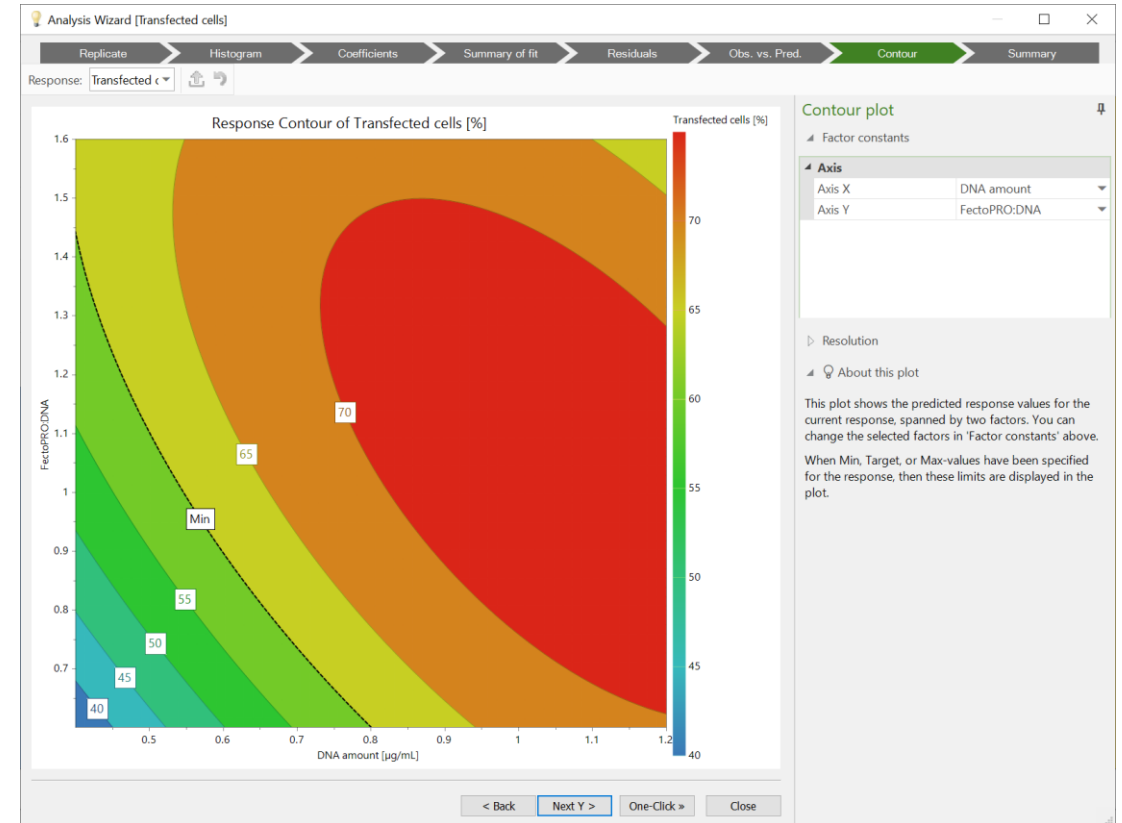 Analysis Wizard [Transfected cells]
Replicate
Histogram
Coefficients
Summary of fit
Residuals
Obs. vs. Pred.
Contour
Summary
Response: Transfected c
Response Contour of Transfected cells [%]
Transfected cells [%]
1.6
1.5
1.4
1.3
1.2
1.1
1
0.9
0.8
0.7
FectoPRO:DNA
70
65
Min
55
50
45
40
0.5
0.6
0.7
0.8
0.9
1
1.1
1.2
DNA amount [µg/mL]
70
65
60
55
50
45
40
Contour plot
Factor constants
Axis
Axis X DNA amount
Axis Y FectoPRO:DNA
Resolution
About this plot
This plot shows the predicted response values for the
current response, spanned by two factors. You can
change the selected factors in 'Factor constants' above.
When Min, Target, or Max-values have been specified
for the response, then these limits are displayed in the
plot.
< Back
Next Y >
One-Click »
Close